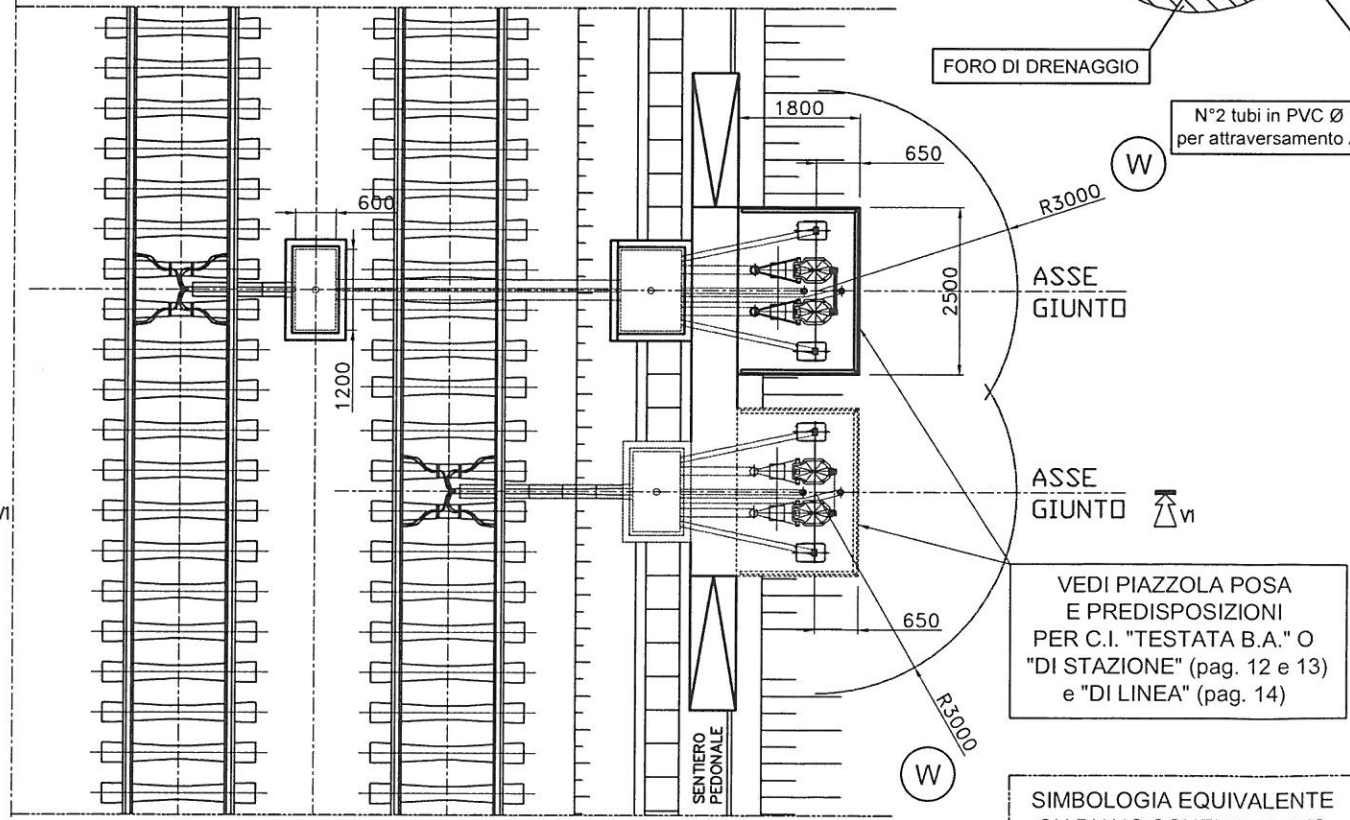 FORO DI DRENAGGIO
N°2 tubi in PVC Ø
per attraversamento
1800
650
W
R3000
600
2500
1200
ASSE
GIUNTO
ASSE
GIUNTO
V1
VEDI PIAZZOLA POSA
E PREDISPOSIZIONI
PER C.I. "TESTATA B.A." O
"DI STAZIONE" (pag. 12 e 13)
e "DI LINEA" (pag. 14)
650
R3000
W
SENTIERO
PEDONALE
SIMBOLOGIA EQUIVALENTE